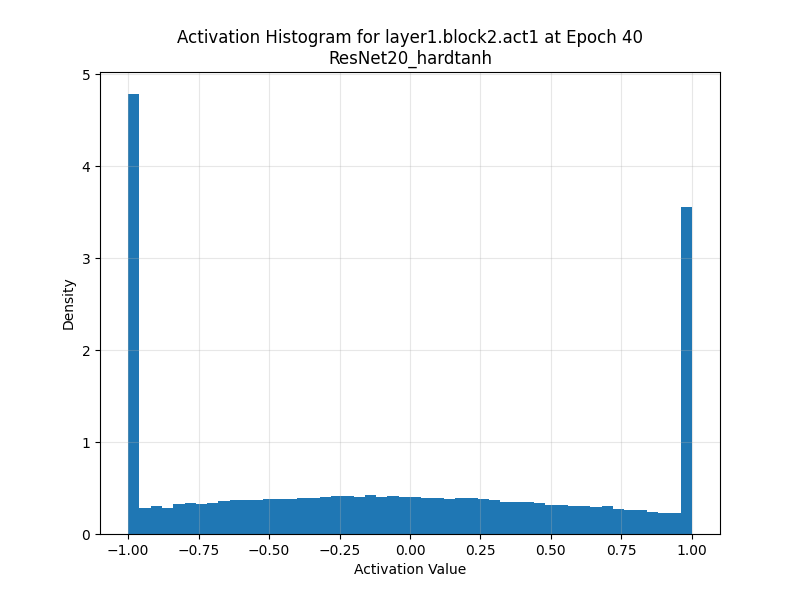 Activation Histogram for layer1.block2.act1 at Epoch 40
ResNet20_hardtanh
5
4
3
2
1
0
Density
−1.00 −0.75 −0.50 −0.25 0.00 0.25 0.50 0.75 1.00
Activation Value